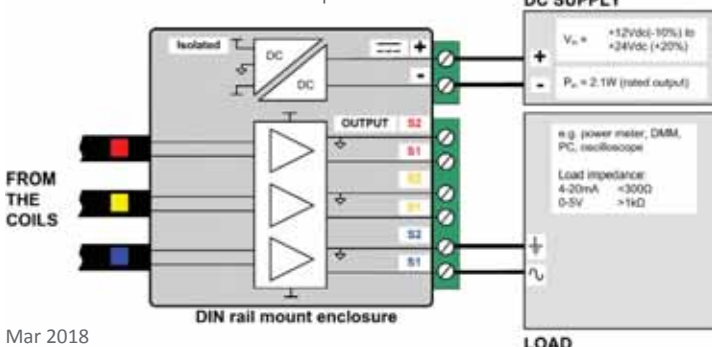 DC SUPPLY
Isolated
DC
DC
+
-
+
-
Vin = +12Vdc(-10%) to
+24Vdc (+20%)
Pin = 2.1W (rated output)
OUTPUT
S2
S1
S2
S1
S2
S1
FROM
THE
COILS
e.g. power meter, DMM,
PC, oscilloscope
Load impedance:
4-20mA <300Ω
0-5V >1kΩ
DIN rail mount enclosure
Mar 2018
LOAD